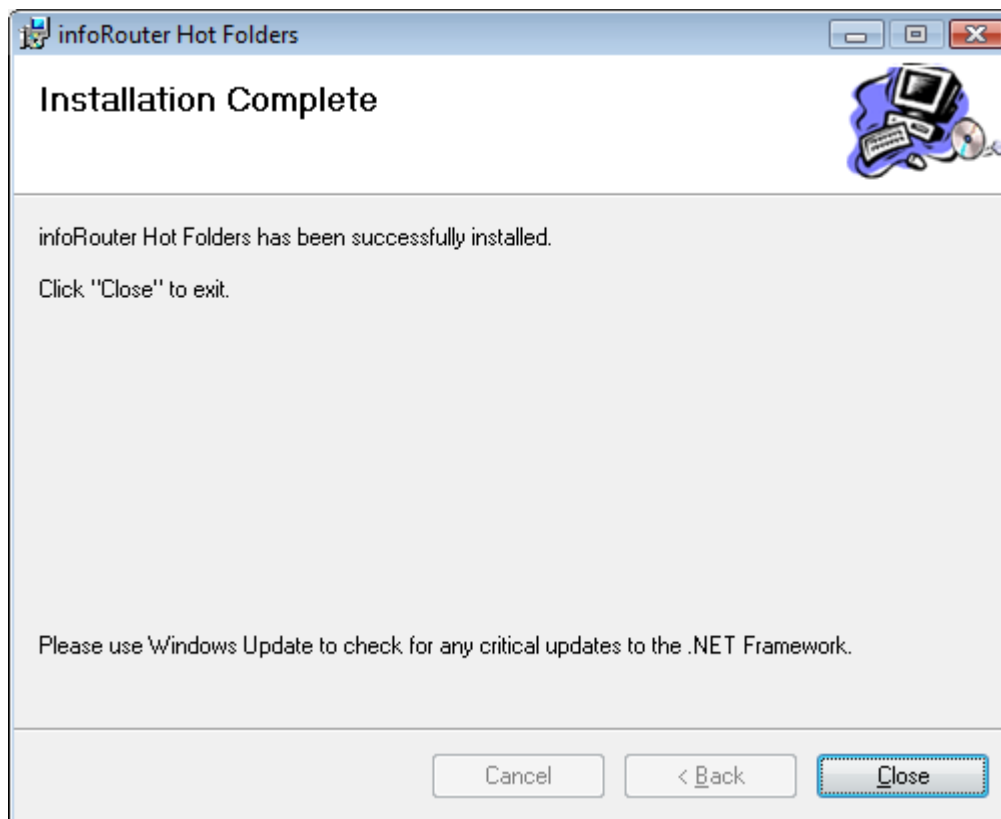 infoRouter Hot Folders
Installation Complete
infoRouter Hot Folders has been successfully installed.
Click "Close" to exit.
Please use Windows Update to check for any critical updates to the .NET Framework.
Cancel
< Back
Close